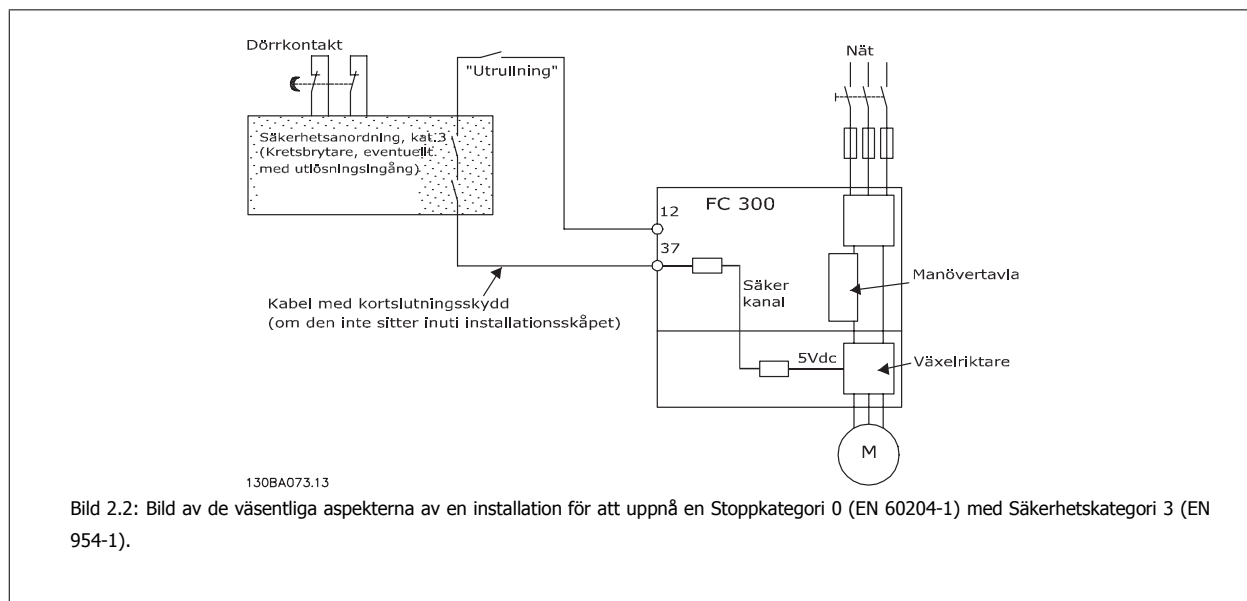 Dörrkontakt
"Utrullning"
Nät
Säkerhetsanordning, kat.3
(Kretsbrytare, eventuellt
med utlösningsingång)
12
FC 300
37
Säker
kanal
Manövertavla
Kabel med kortslutningsskydd
(om den inte sitter inuti installationsskåpet)
5Vdc
Växelriktare
M
130BA073.13
Bild 2.2: Bild av de väsentliga aspekterna av en installation för att uppnå en Stoppkategori 0 (EN 60204-1) med Säkerhetskategori 3 (EN
954-1).